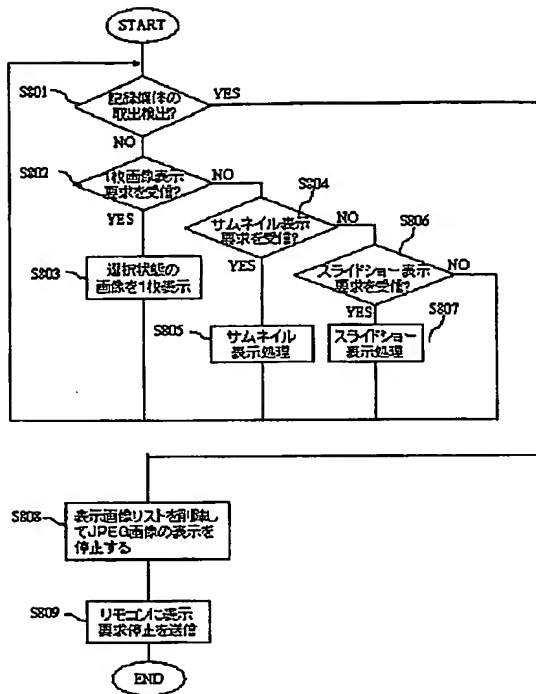 START
S801
記録媒体の
取出検出?
YES
NO
S802
1枚画像表示
要求を受信?
NO
YES
S803
選択状態の
画像を1枚表示
S804
サムネイル表示
要求を受信?
NO
YES
S805
サムネイル
表示処理
S806
スライドショー表示
要求を受信?
NO
YES
S807
スライドショー
表示処理
S808
表示画像リストを削除し
てJPEG画像の表示を
停止する
S809
リモコンに表示
要求停止を送信
END